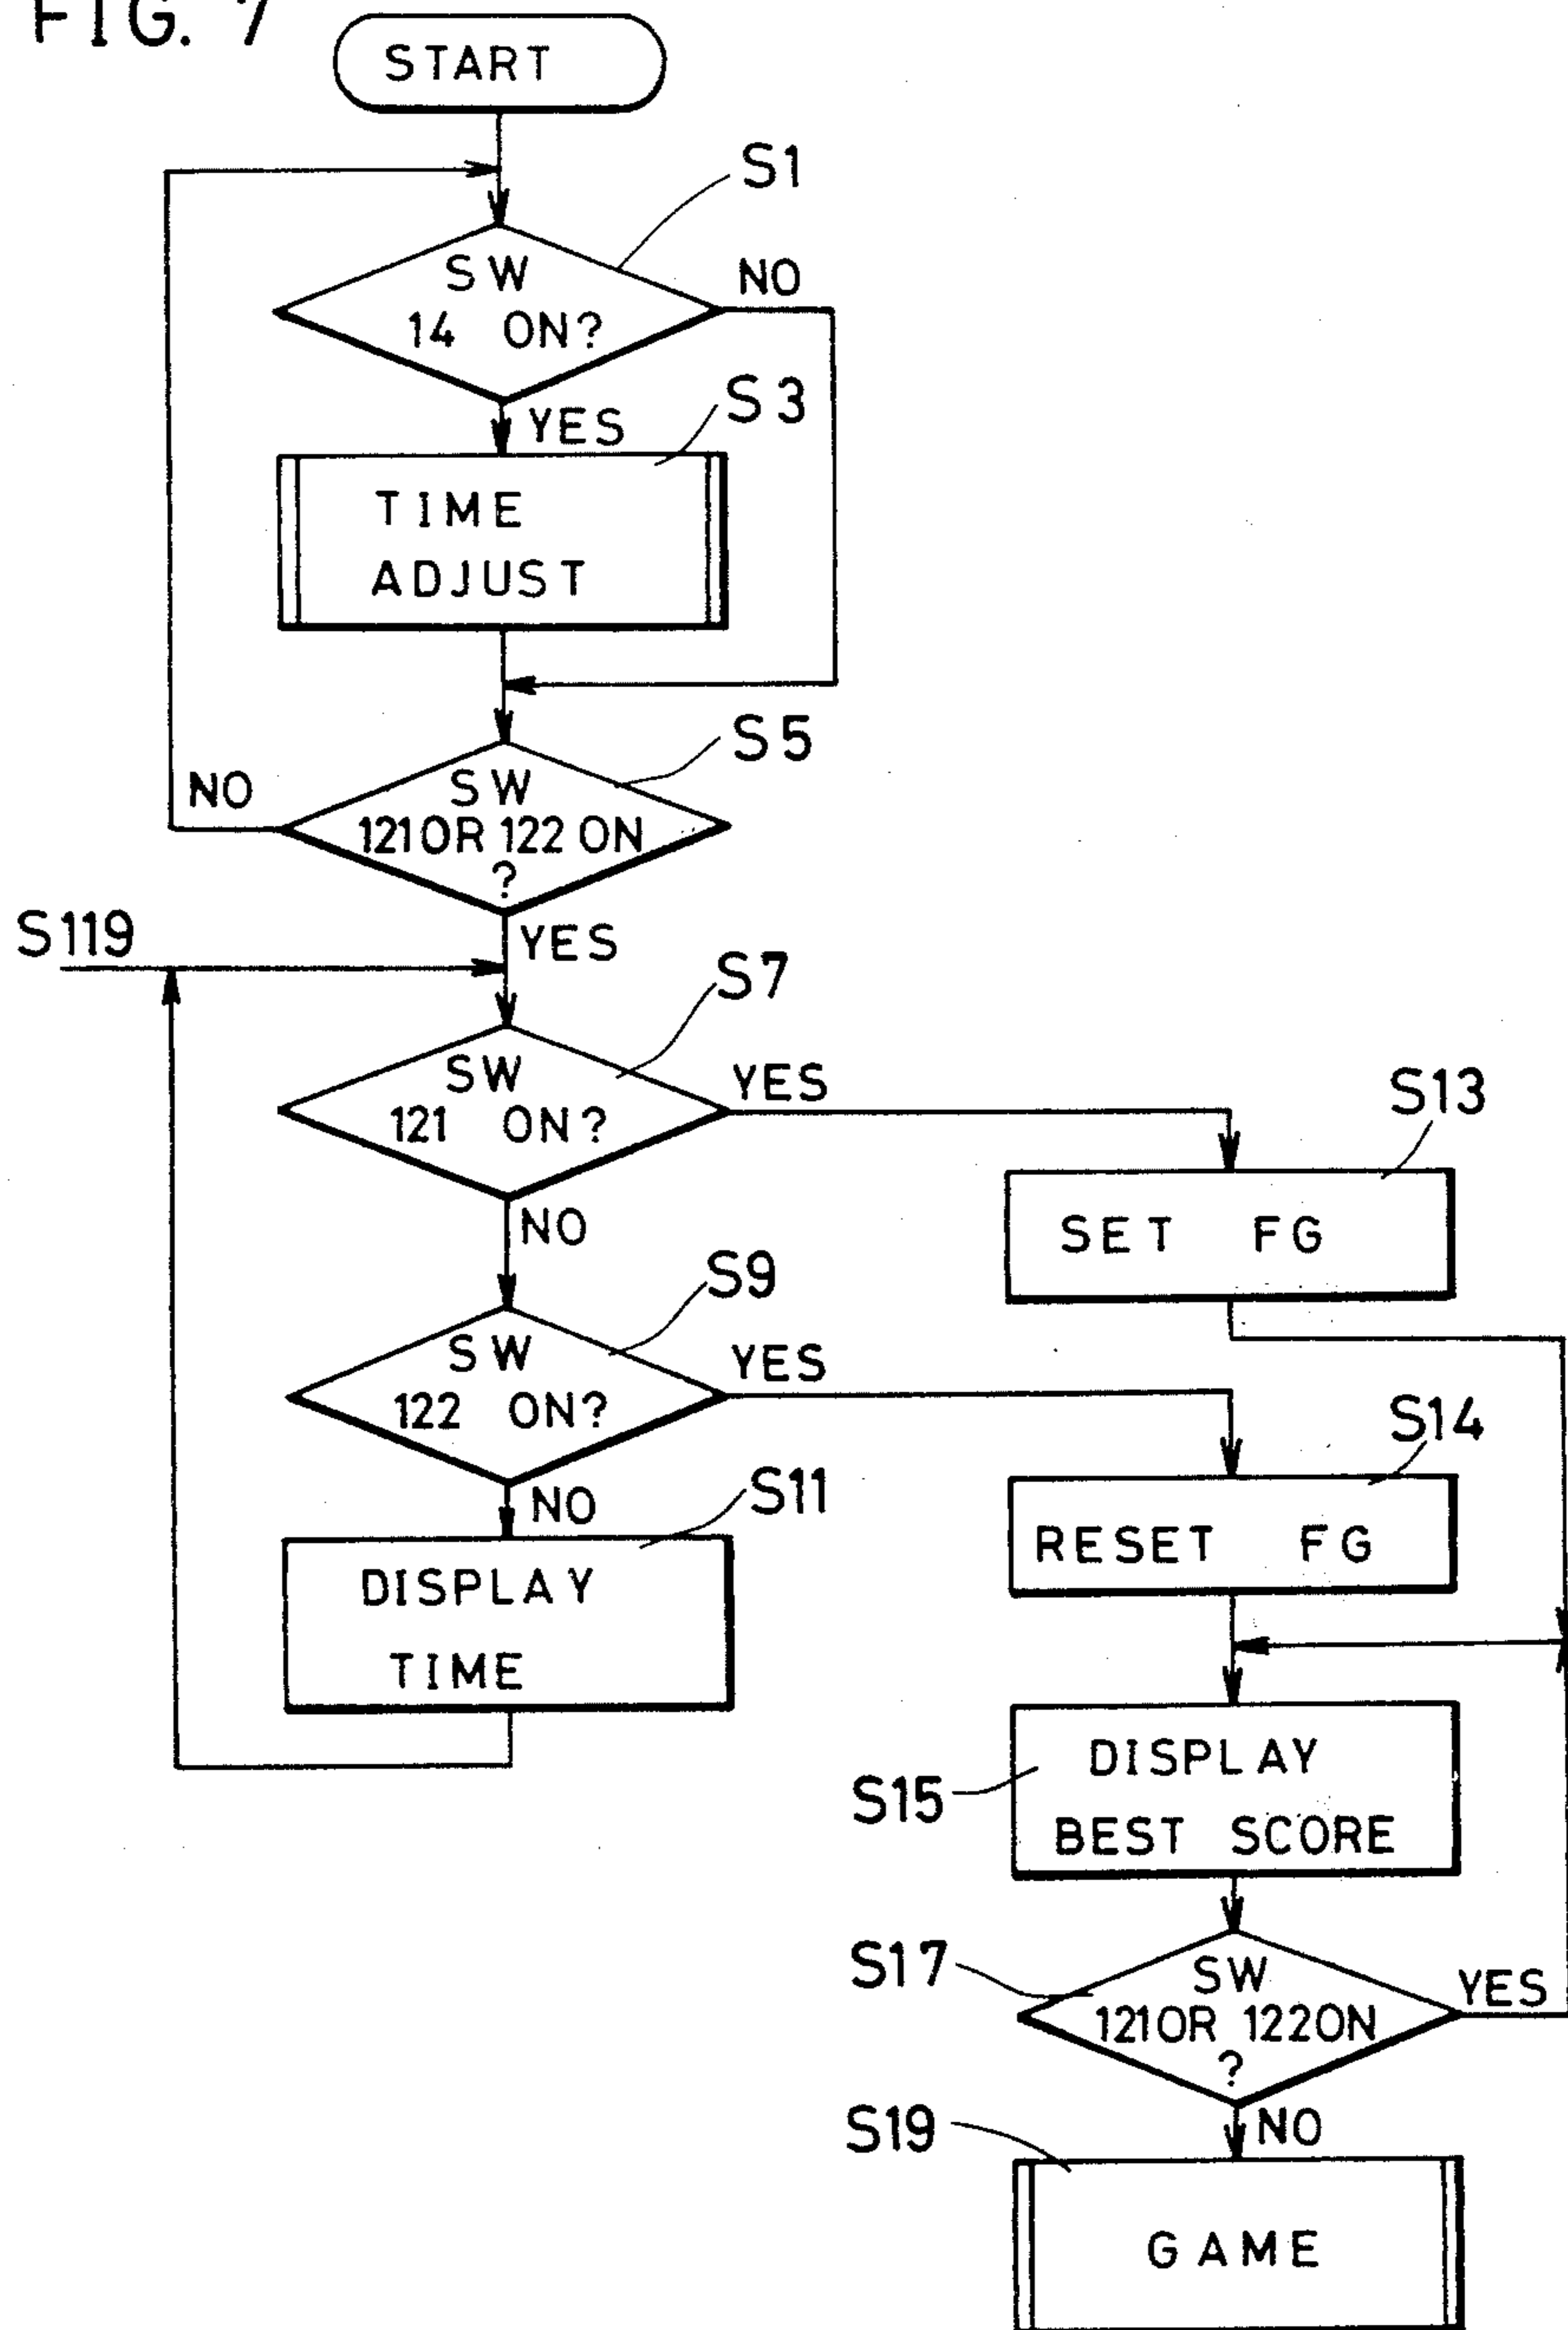 FIG. 7
START
S1
SW
14 ON?
NO
YES
S3
TIME
ADJUST
S5
SW
121 OR 122 ON
?
NO
YES
S119
S7
SW
121 ON?
YES
NO
S13
SET FG
S9
SW
122 ON?
YES
NO
S14
RESET FG
S11
DISPLAY
TIME
S15
DISPLAY
BEST SCORE
S17
SW
121 OR 122 ON
?
YES
NO
S19
GAME